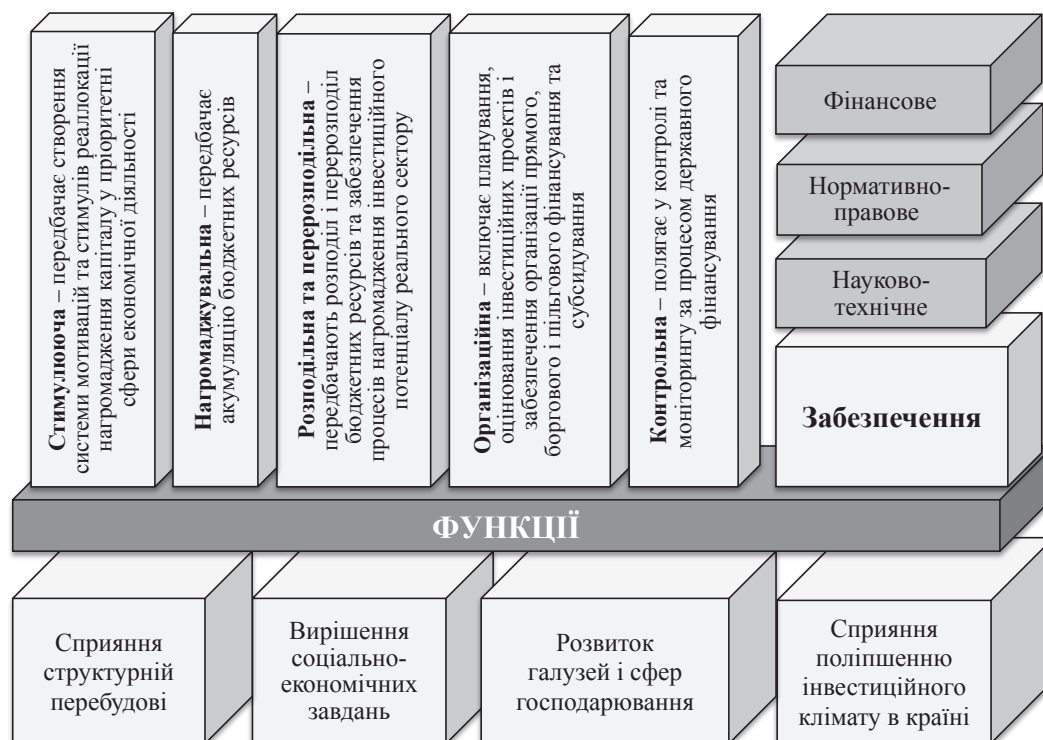 Стимулююча – передбачає створення
системи мотивацій та стимулів реаллокації
нагромадження капіталу у пріоритетні
сфери економічної діяльності
Нагромаджувальна – передбачає
акумуляцію бюджетних ресурсів
Розподільна та перерозподільна –
передбачають розподіл і перерозподіл
бюджетних ресурсів та забезпечення
процесів нагромадження інвестиційного
потенціалу реального сектору
Організаційна – включає планування,
оцінювання інвестиційних проектів і
забезпечення організації прямого,
боргового і пільгового фінансування та
субсидування
Контрольна – полягає у контролі та
моніторингу за процесом державного
фінансування
Фінансове
Нормативно-
правове
Науково-
технічне
Забезпечення
ФУНКЦІЇ
Сприяння
структурній
перебудові
Вирішення
соціально-
економічних
завдань
Розвиток
галузей і сфер
господарювання
Сприяння
поліпшенню
інвестиційного
клімату в країні